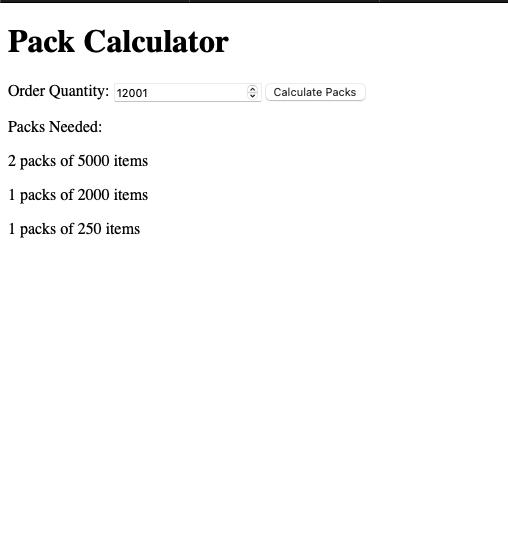 Pack Calculator
Order Quantity: 12001 Calculate Packs
Packs Needed:
2 packs of 5000 items
1 packs of 2000 items
1 packs of 250 items